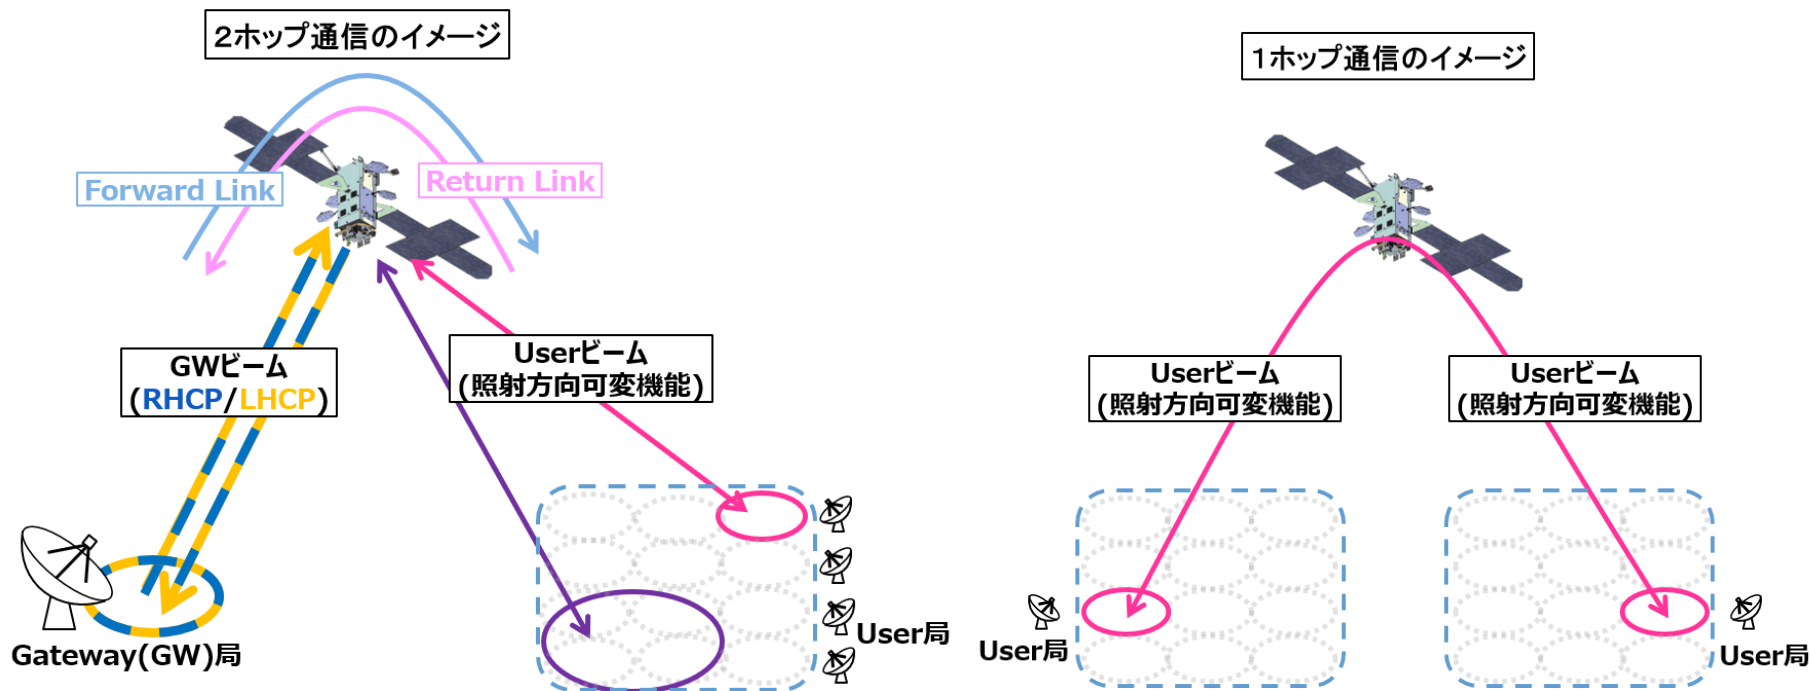 ２ホップ通信のイメージ
Forward Link
Return Link
GWビーム
(RHCP/LHCP)
Userビーム
(照射方向可変機能)
Gateway(GW)局
User局
１ホップ通信のイメージ
Userビーム
(照射方向可変機能)
Userビーム
(照射方向可変機能)
User局
User局